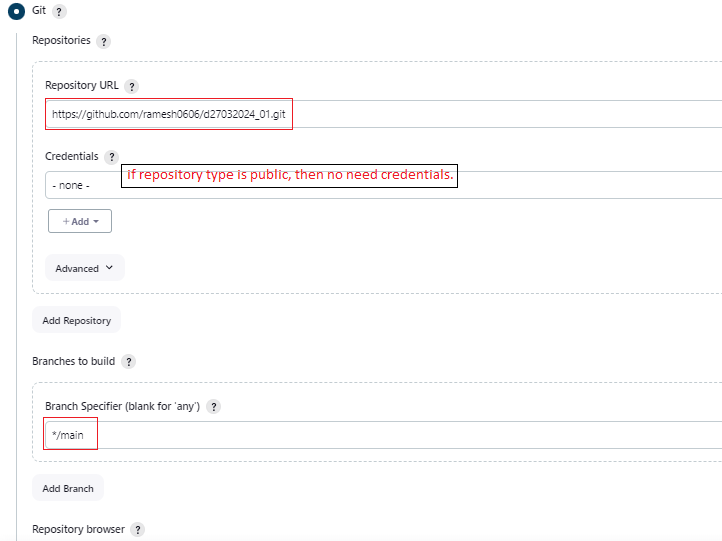 Git ?
Repositories ?
Repository URL ?
https://github.com/ramesh0606/d27032024_01.git
Credentials ?
if repository type is public, then no need credentials.
- none -
+ Add
Advanced
Add Repository
Branches to build ?
Branch Specifier (blank for 'any') ?
*/main
Add Branch
Repository browser ?